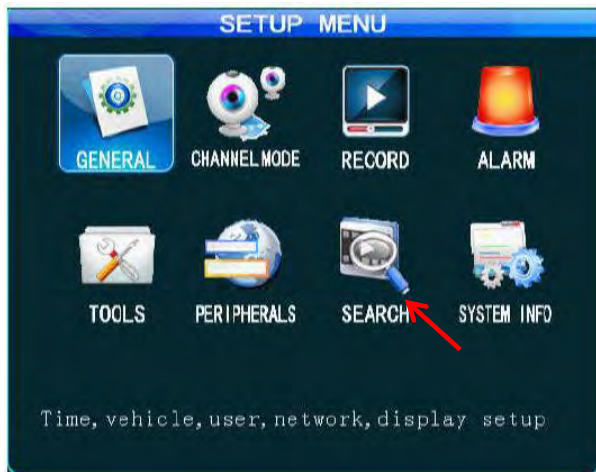 SETUP MENU
GENERAL CHANNEL MODE RECORD ALARM
TOOLS PERIPHERALS SEARCH SYSTEM INFO
Time, vehicle, user, network, display setup